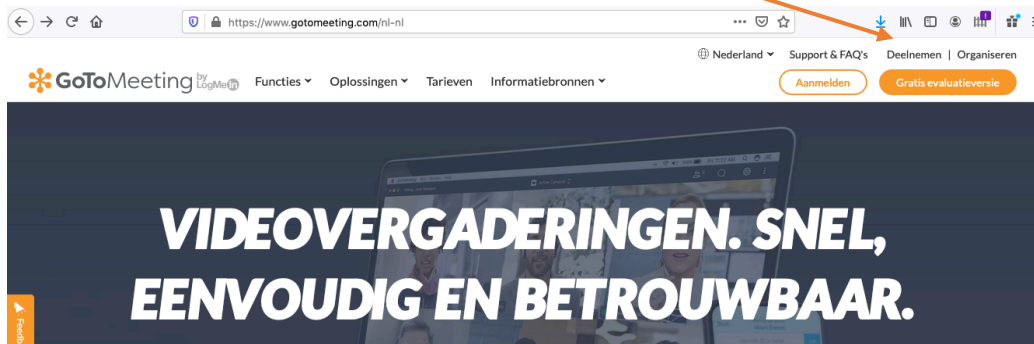 https://www.gotomeeting.com/nl-nl
Nederland Support & FAQ's Deelnemen | Organiseren
GoToMeeting by LogMeIn Functies Oplossingen Tarieven Informatiebronnen Aanmelden Gratis evaluatieversie
VIDEOVERGADERINGEN. SNEL,
EENVOUDIG EN BETROUWBAAR.